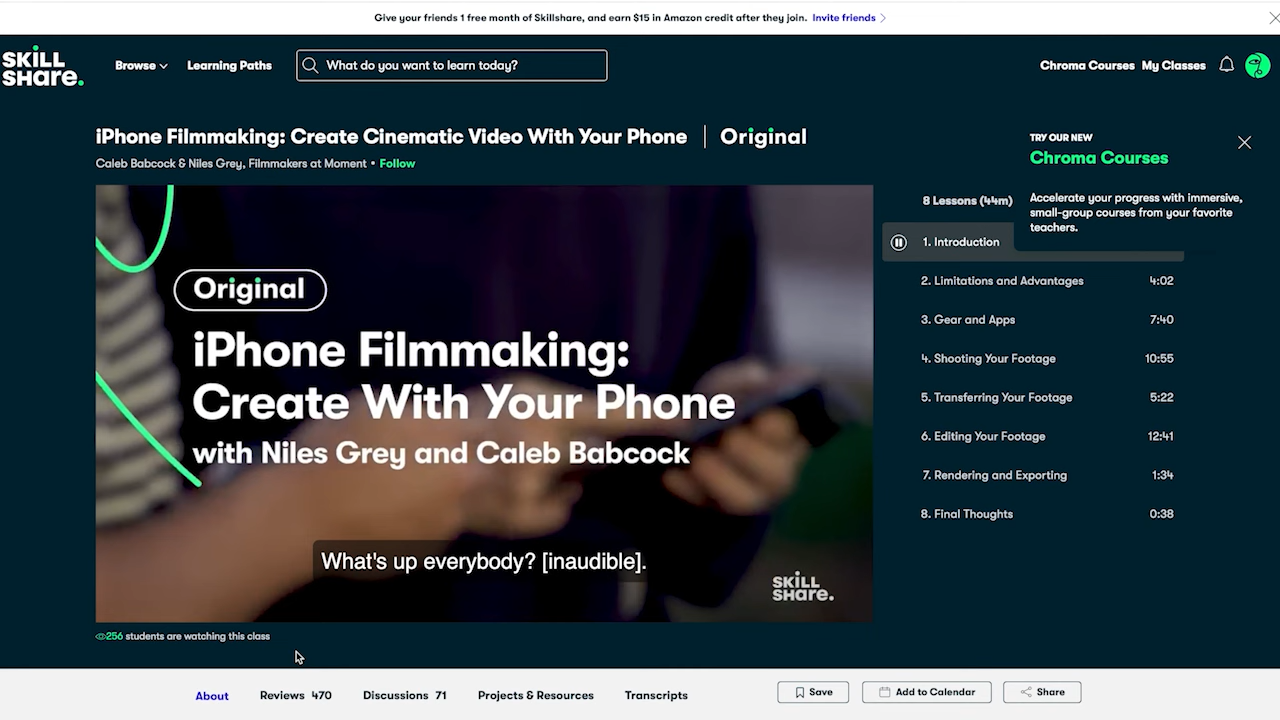 Give your friends 1 free month of Skillshare, and earn $15 in Amazon credit after they join. Invite friends
SKILL
SHARE.
Browse
Learning Paths
What do you want to learn today?
Chroma Courses
My Classes
iPhone Filmmaking: Create Cinematic Video With Your Phone | Original
Caleb Babcock & Niles Grey, Filmmakers at Moment • Follow
TRY OUR NEW
Chroma Courses
Accelerate your progress with immersive,
small-group courses from your favorite
teachers.
8 Lessons (44m)
1. Introduction
2. Limitations and Advantages 4:02
3. Gear and Apps 7:40
4. Shooting Your Footage 10:55
5. Transferring Your Footage 5:22
6. Editing Your Footage 12:41
7. Rendering and Exporting 1:34
8. Final Thoughts 0:38
Original
iPhone Filmmaking:
Create With Your Phone
with Niles Grey and Caleb Babcock
What's up everybody? [inaudible].
SKILL
SHARE.
256 students are watching this class
About
Reviews 470
Discussions 71
Projects & Resources
Transcripts
Save
Add to Calendar
Share